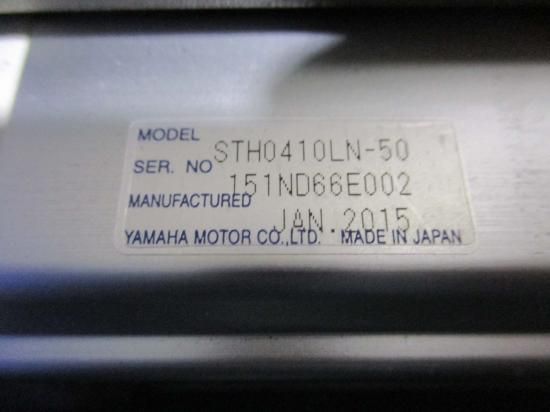 MODEL STH0410LN-50
SER. NO 151ND66E002
MANUFACTURED JAN.2015
YAMAHA MOTOR CO.,LTD. MADE IN JAPAN